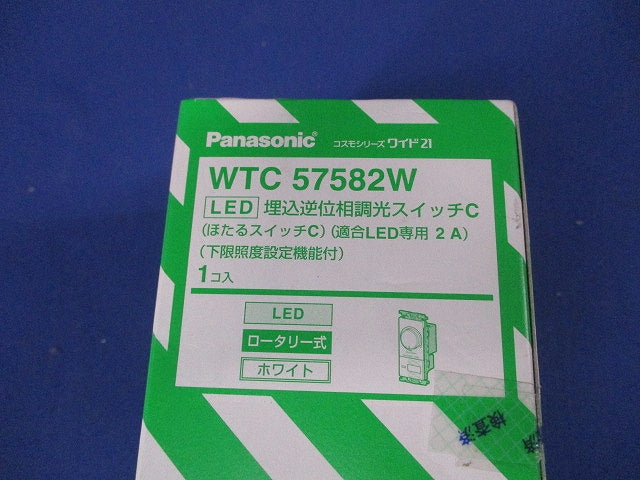 Panasonic® コスモシリーズ ワイド21
WTC 57582W
LED 埋込逆位相調光スイッチC
(ほたるスイッチC)(適合LED専用 2 A)
(下限照度設定機能付)
1コ入
LED
ロータリー式
ホワイト
検査済